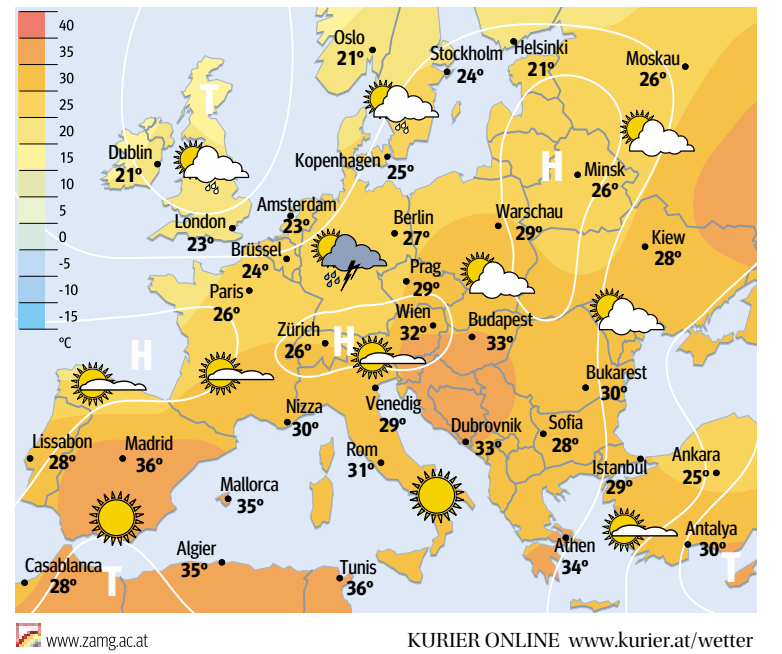 40
35
30
25
20
15
10
5
0
-5
-10
-15
°C
Oslo
21°
Stockholm
24°
Helsinki
21°
Moskau
26°
T
Dublin
21°
Kopenhagen
25°
H
Minsk
26°
London
23°
Amsterdam
23°
Berlin
27°
Warschau
29°
Brüssel
24°
Kiew
28°
Prag
29°
Paris
26°
Wien
32°
Budapest
33°
Zürich
26°
H
H
Bukarest
30°
Nizza
30°
Venedig
29°
Dubrovnik
33°
Sofia
28°
Lissabon
28°
Madrid
36°
Rom
31°
Istanbul
29°
Ankara
25°
Mallorca
35°
Antalya
30°
Athen
34°
T
Casablanca
28°
T
Algier
35°
Tunis
36°
www.zamg.ac.at
KURIER ONLINE www.kurier.at/wetter